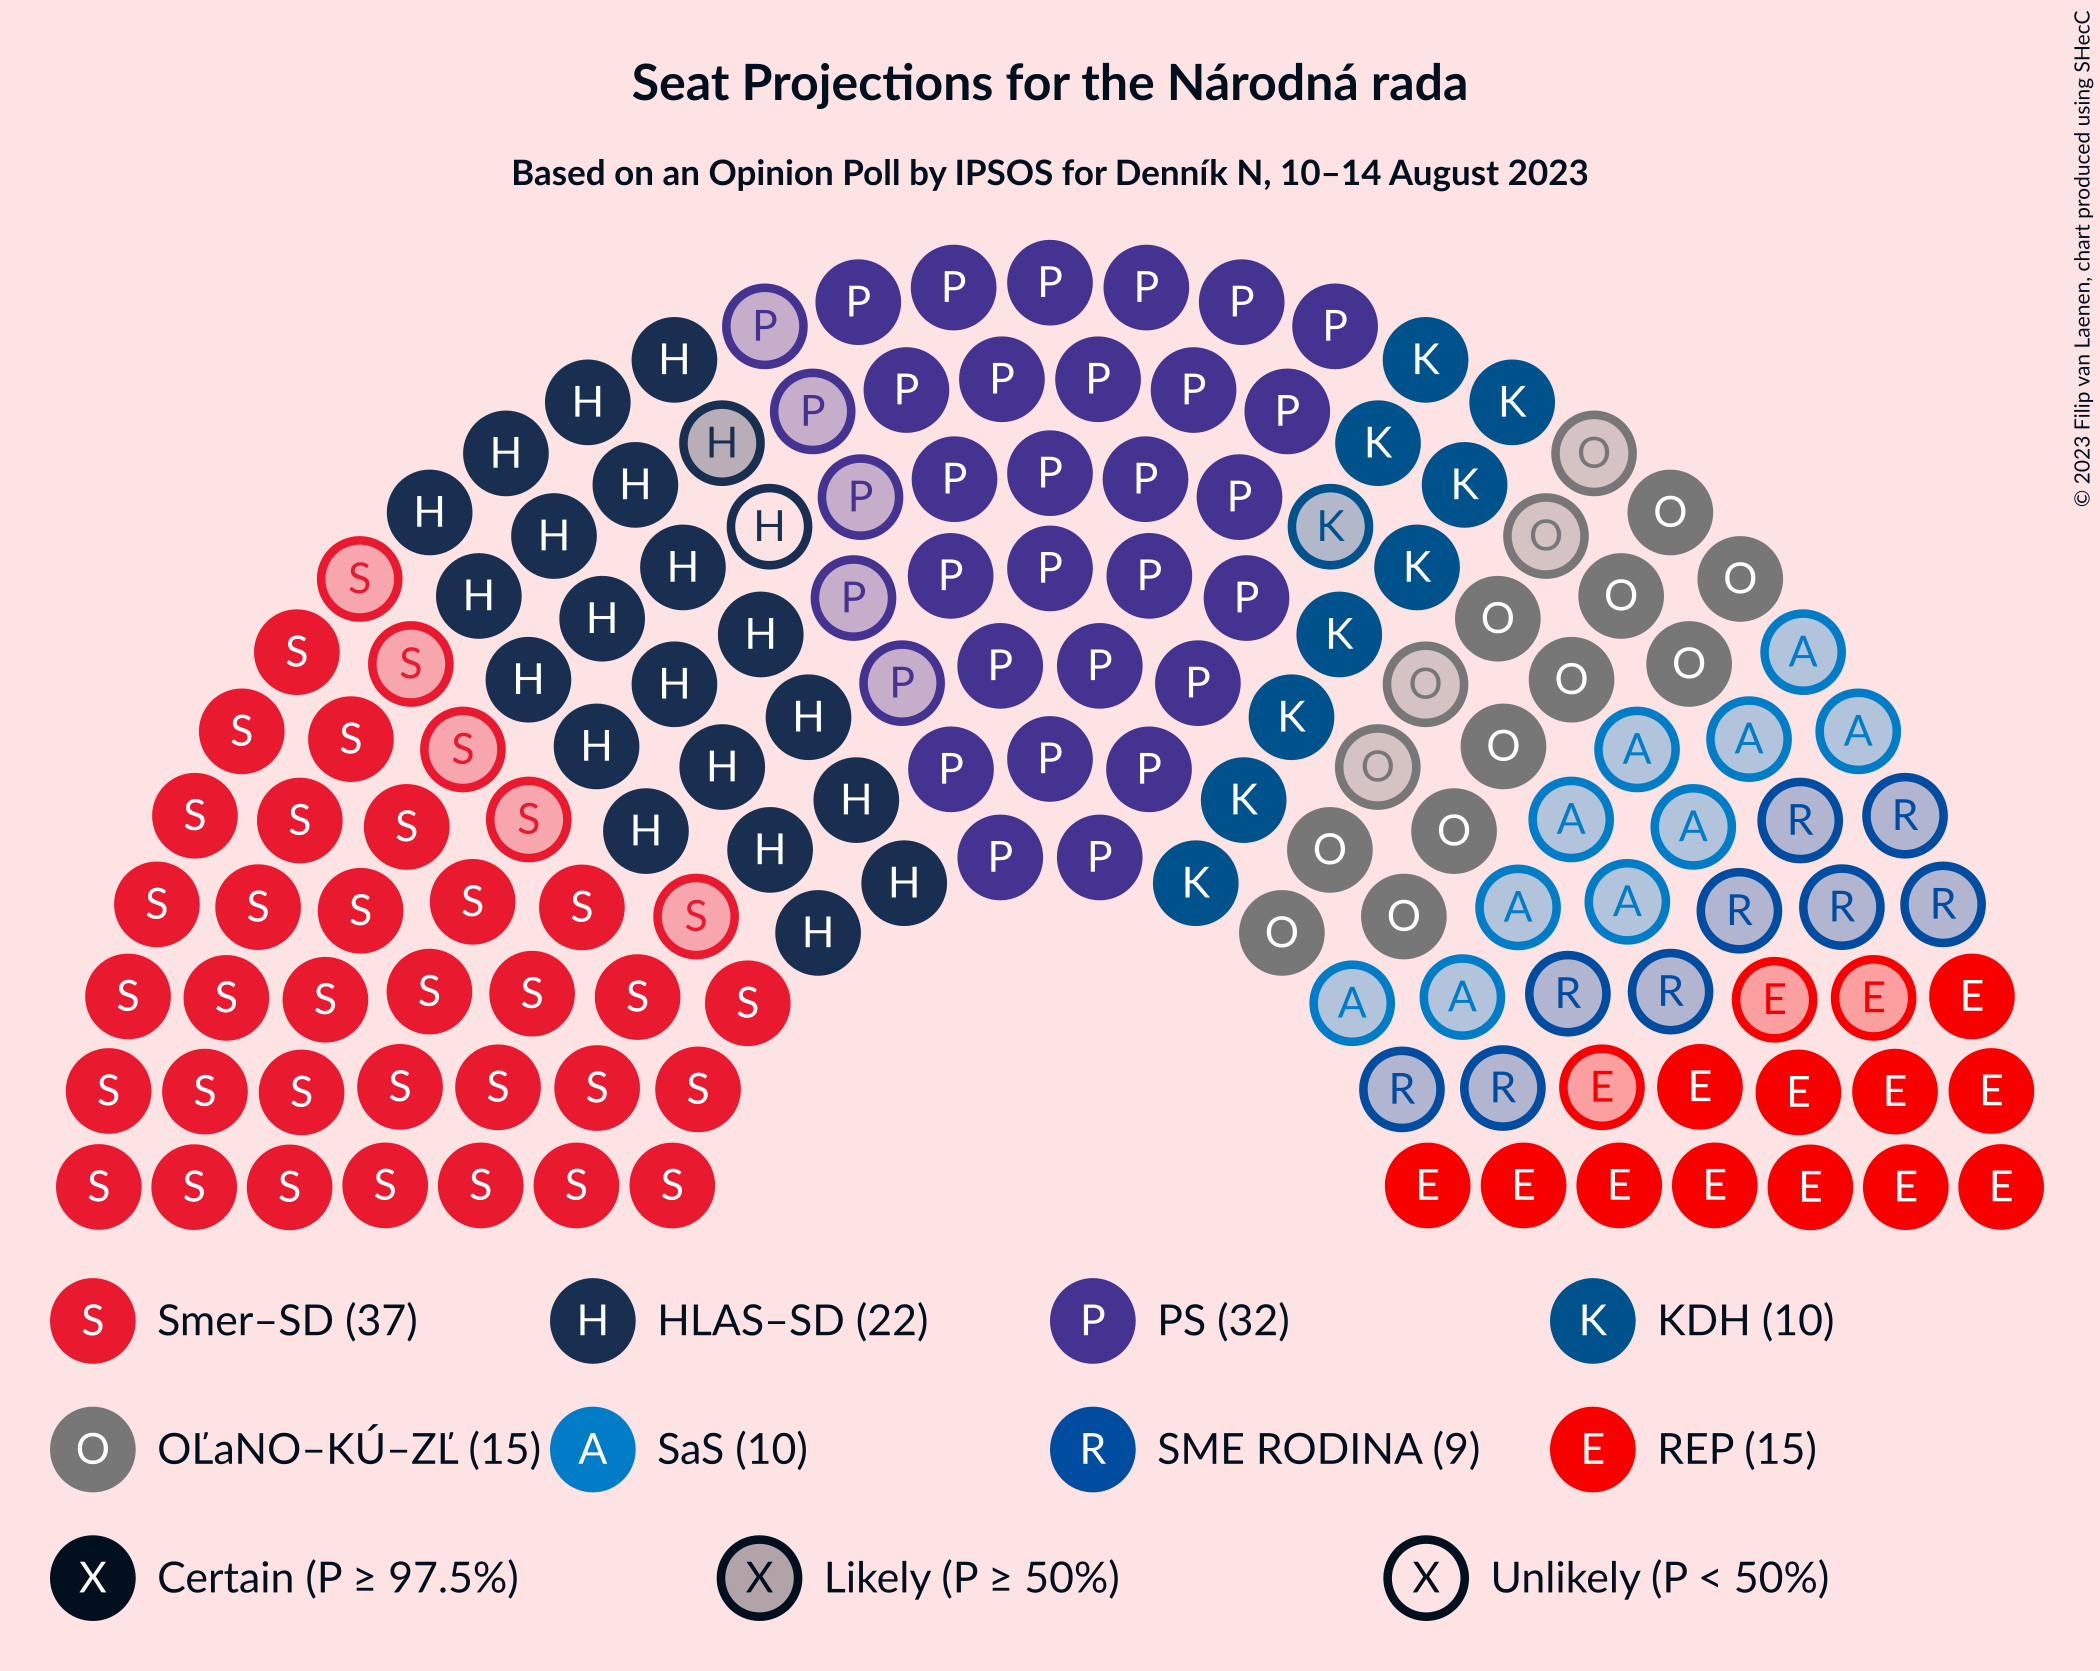 Seat Projections for the Národná rada
Based on an Opinion Poll by IPSOS for Denník N, 10–14 August 2023
© 2023 Filip van Laenen, chart produced using SHecC
P P P P P P P
H H H H P P P P P P K K O
H H H P P P P P K K O O
S H H H P P P P K K O O
S S H H H P P P P K O O O A
S S S H H H P P P P K O O O A A A
S S S S H H H P P P K O O A A R R
S S S S S S H H P P K O O A A R R R
S S S S S S S A A R R E E E
S S S S S S S R R E E E E E
S S S S S S S E E E E E E E
S Smer–SD (37) H HLAS–SD (22) P PS (32) K KDH (10)
O OĽaNO–KÚ–ZĽ (15) A SaS (10) R SME RODINA (9) E REP (15)
X Certain (P ≥ 97.5%) X Likely (P ≥ 50%) X Unlikely (P < 50%)